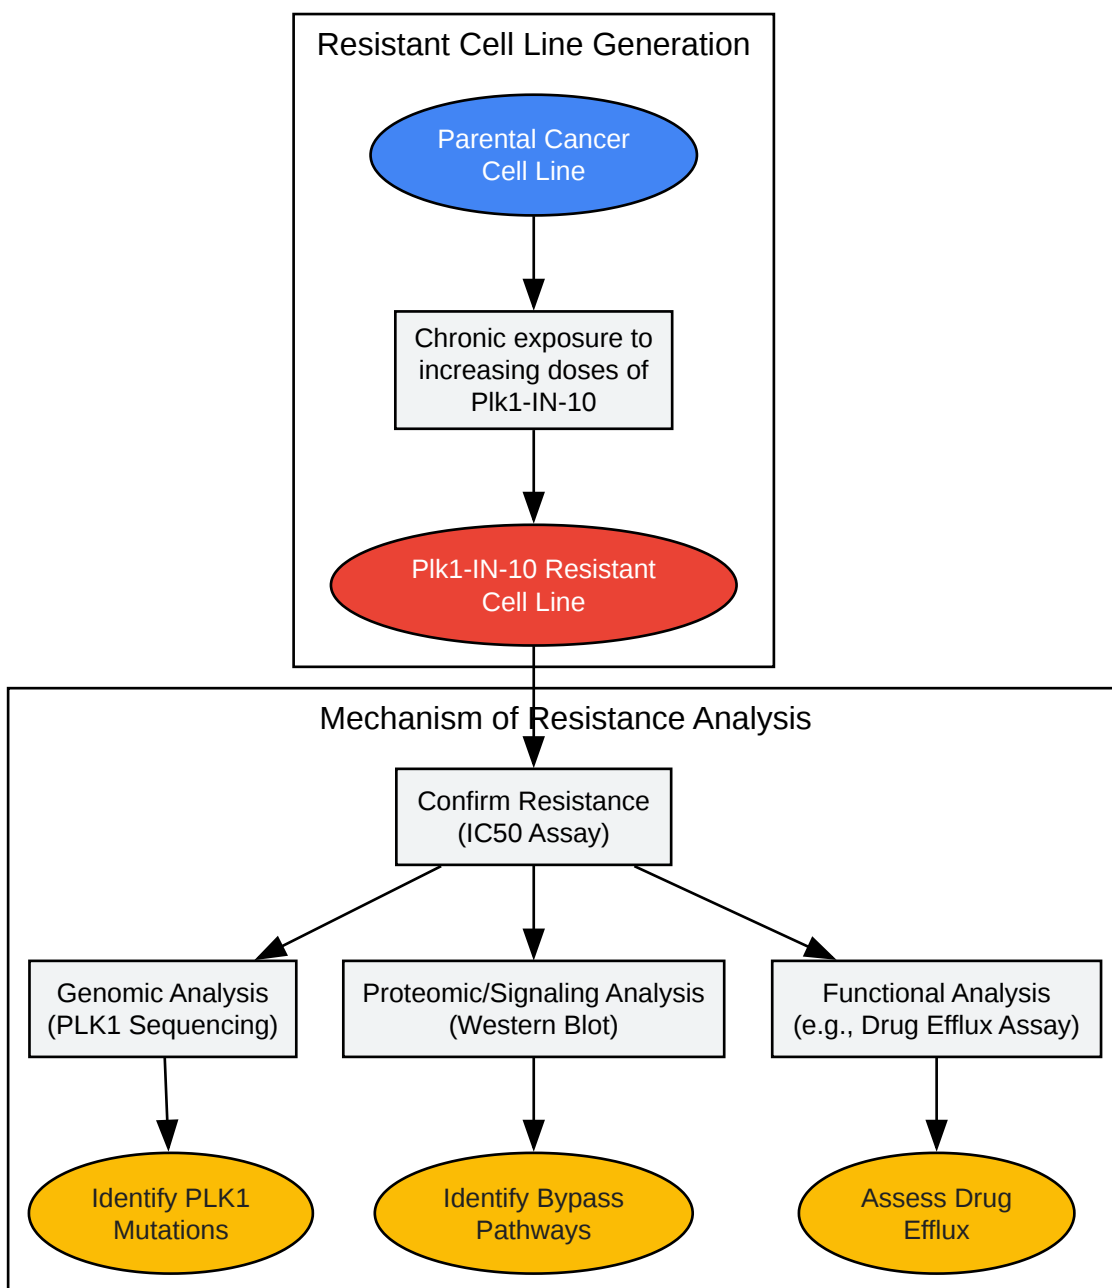 Resistant Cell Line Generation
Parental Cancer
Cell Line
Chronic exposure to
increasing doses of
Plk1-IN-10
Plk1-IN-10 Resistant
Cell Line
Mechanism of Resistance Analysis
Confirm Resistance
(IC50 Assay)
Genomic Analysis
(PLK1 Sequencing)
Proteomic/Signaling Analysis
(Western Blot)
Functional Analysis
(e.g., Drug Efflux Assay)
Identify PLK1
Mutations
Identify Bypass
Pathways
Assess Drug
Efflux